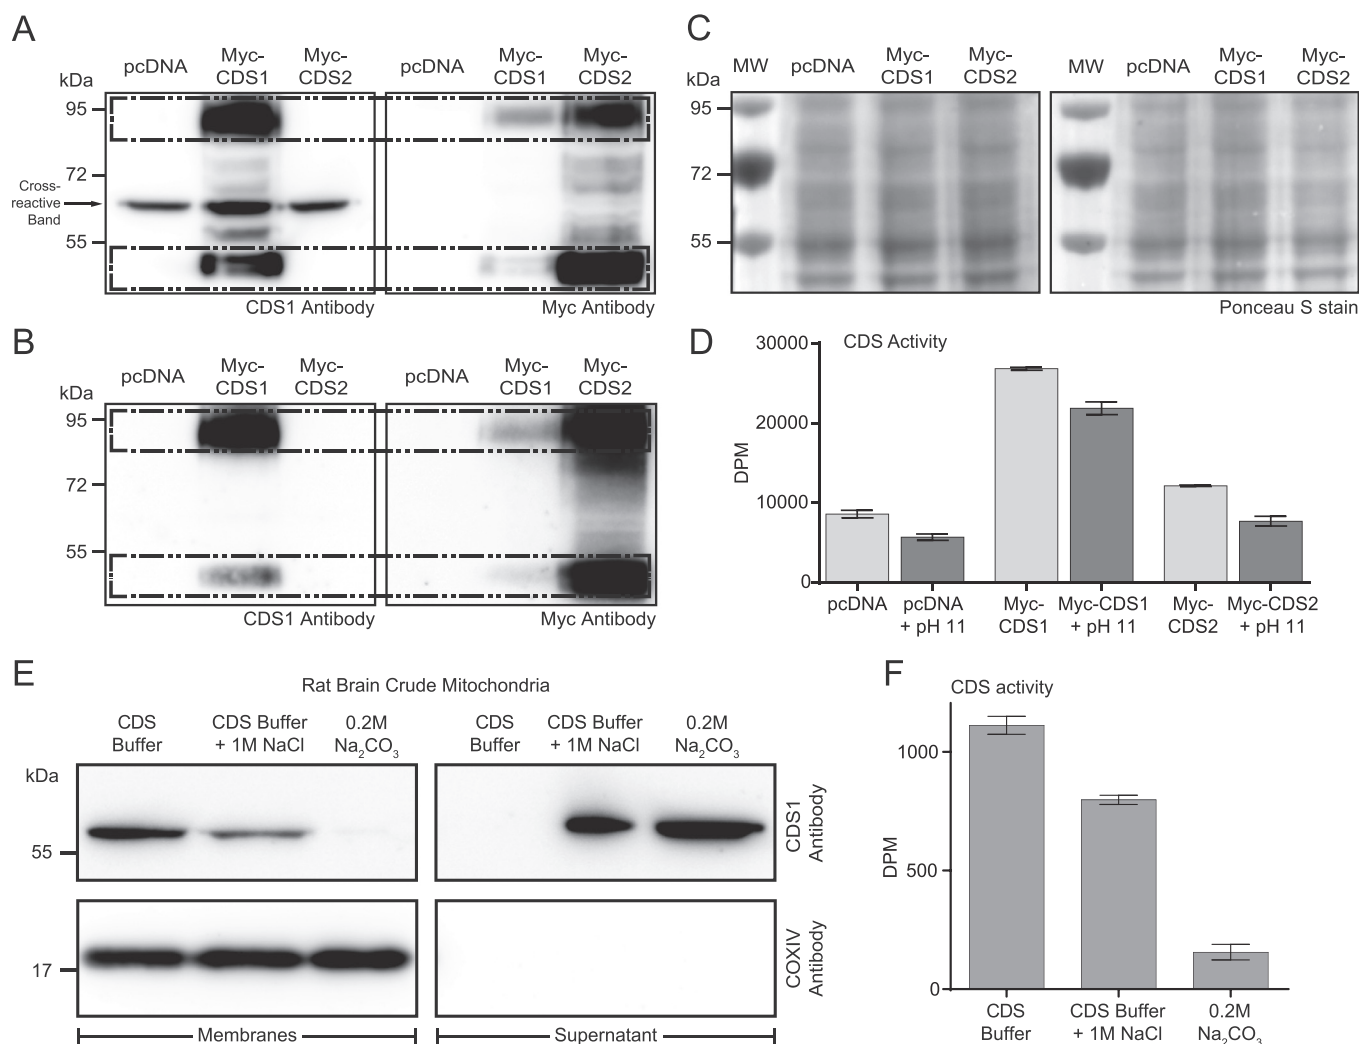 A
kDa
pcDNA
Myc-
CDS1
Myc-
CDS2
pcDNA
Myc-
CDS1
Myc-
CDS2
95
72
Cross-
reactive
Band
55
CDS1 Antibody
Myc Antibody
B
kDa
pcDNA
Myc-
CDS1
Myc-
CDS2
pcDNA
Myc-
CDS1
Myc-
CDS2
95
72
55
CDS1 Antibody
Myc Antibody
C
kDa
MW
pcDNA
Myc-
CDS1
Myc-
CDS2
MW
pcDNA
Myc-
CDS1
Myc-
CDS2
95
72
55
Ponceau S stain
D
CDS Activity
DPM
30000
20000
10000
0
pcDNA
pcDNA
+ pH 11
Myc-
CDS1
Myc-CDS1
+ pH 11
Myc-
CDS2
Myc-CDS2
+ pH 11
E
Rat Brain Crude Mitochondria
CDS
Buffer
CDS Buffer
+ 1M NaCl
0.2M
Na₂CO₃
CDS
Buffer
CDS Buffer
+ 1M NaCl
0.2M
Na₂CO₃
kDa
55
CDS1
Antibody
17
COXIV
Antibody
Membranes
Supernatant
F
CDS activity
DPM
1000
500
0
CDS
Buffer
CDS Buffer
+ 1M NaCl
0.2M
Na₂CO₃